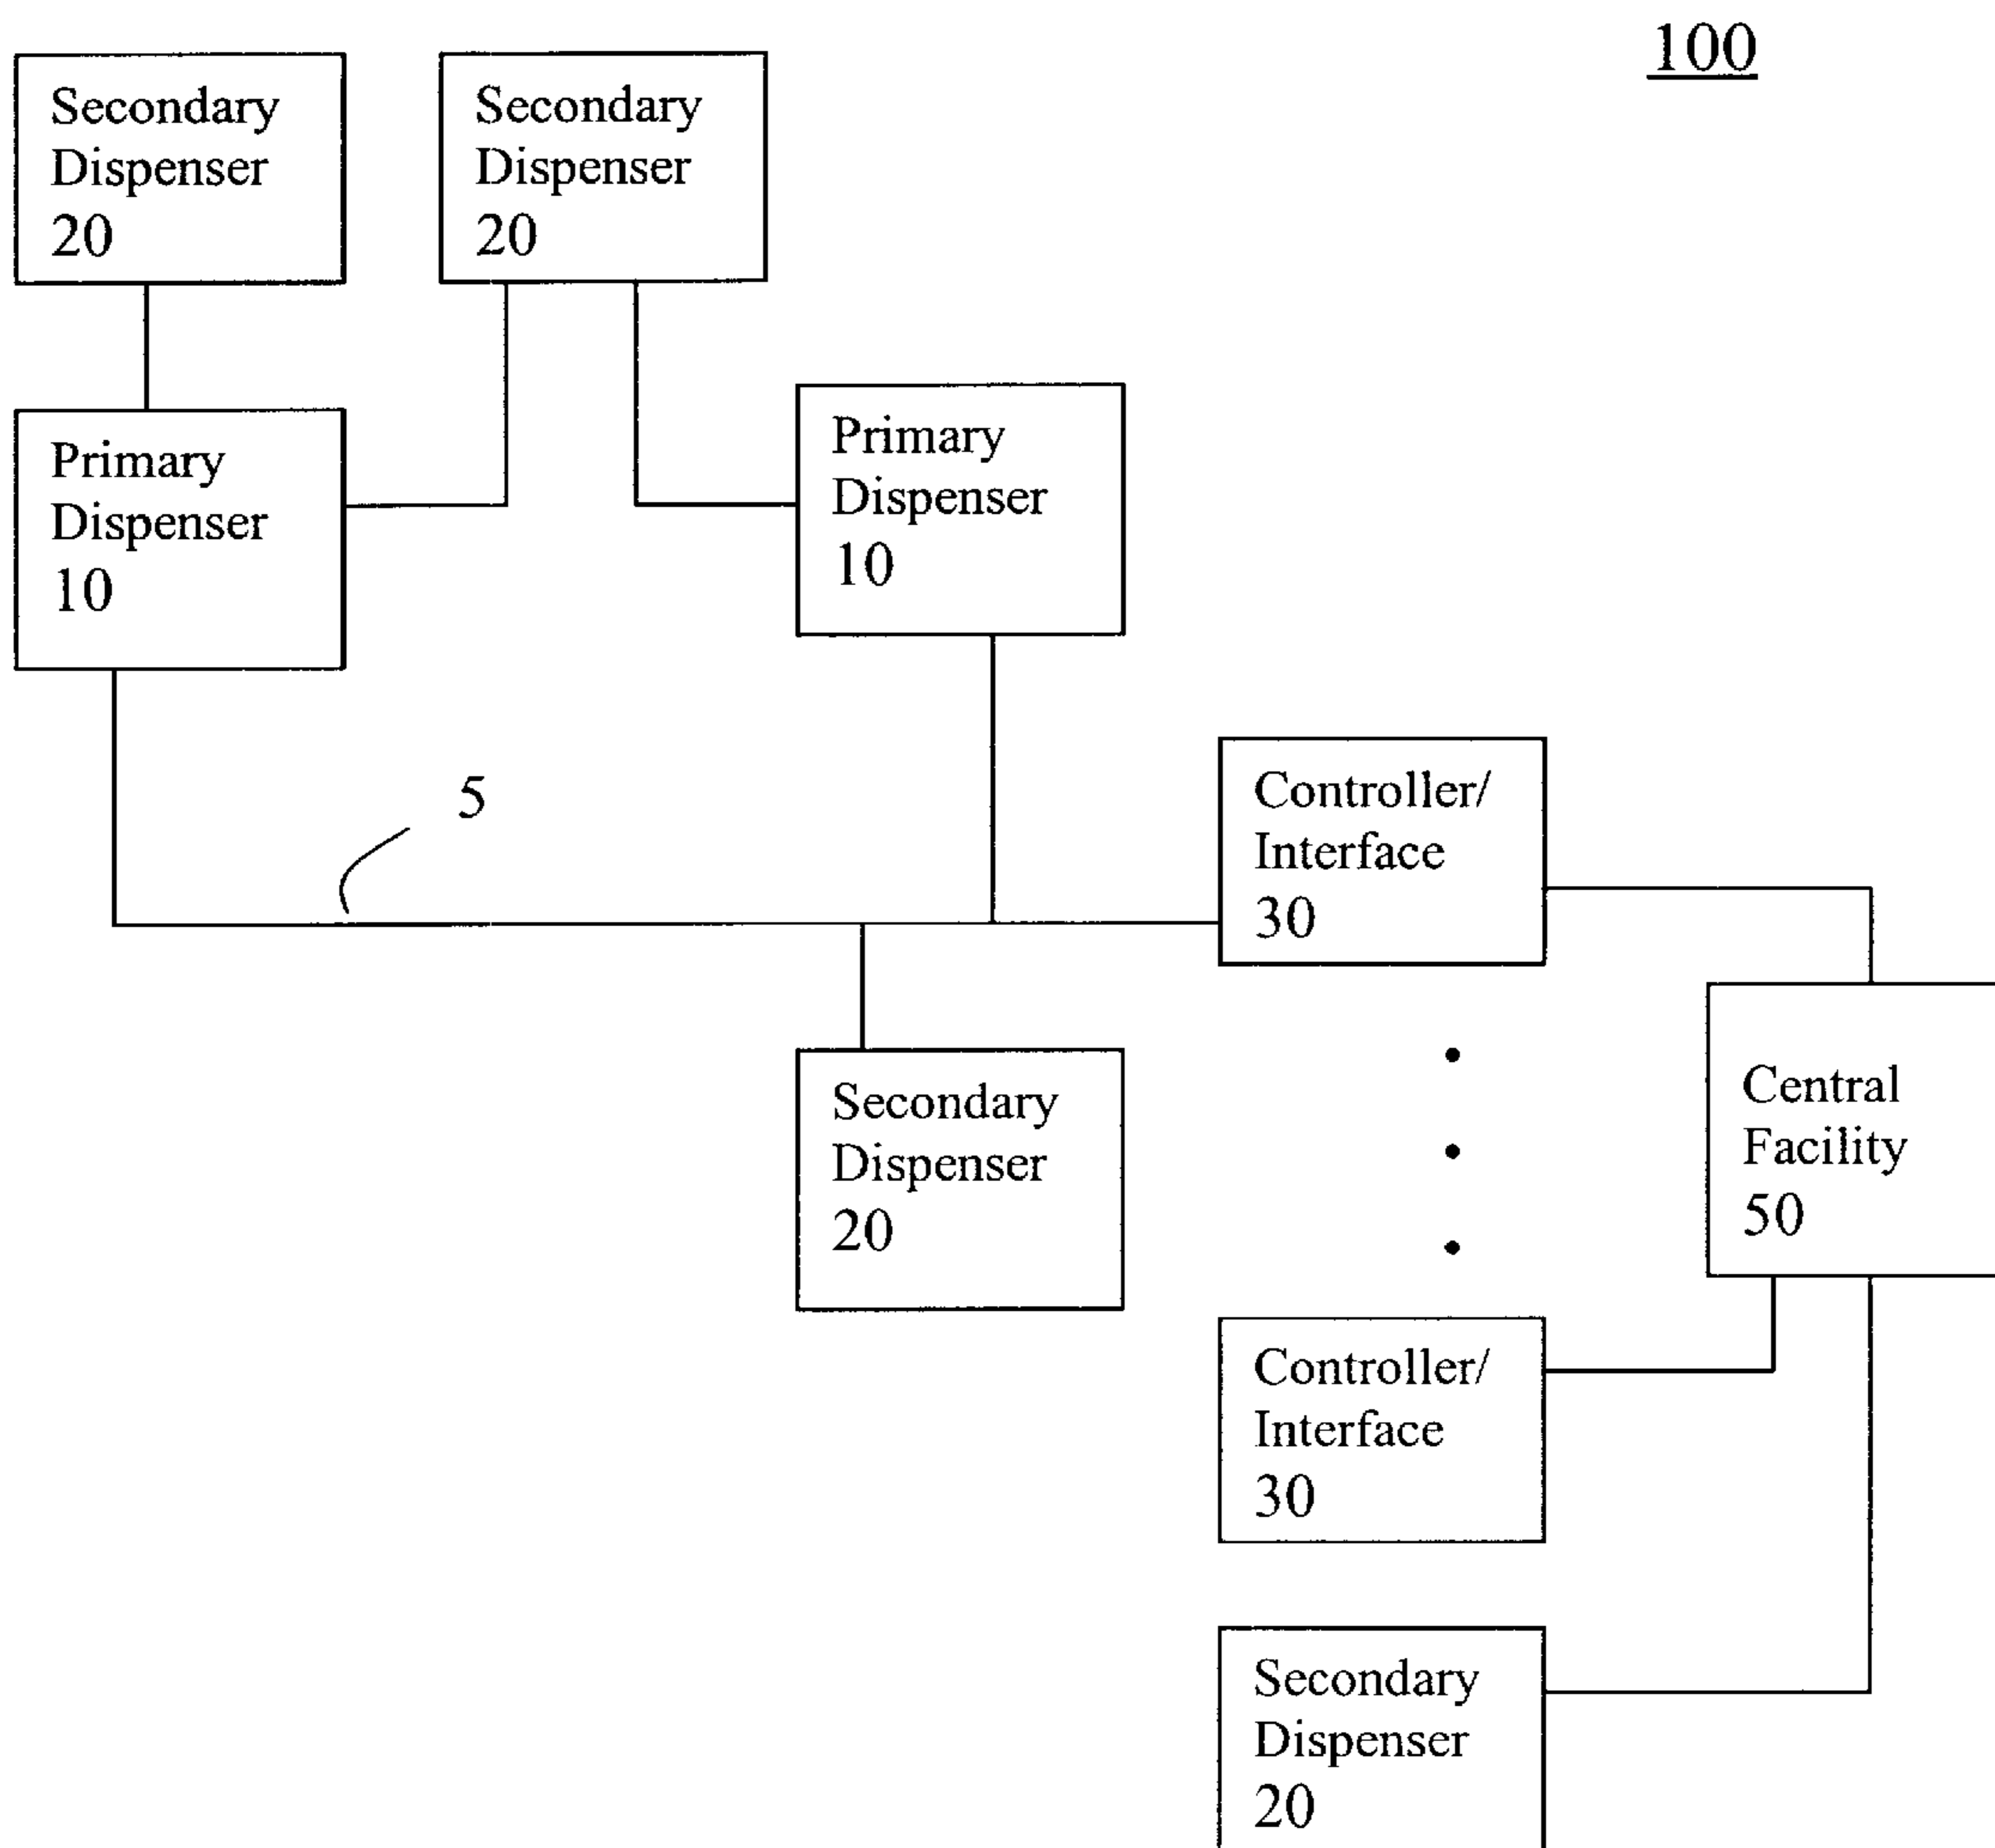 100
Secondary
Dispenser
20
Secondary
Dispenser
20
Primary
Dispenser
10
Primary
Dispenser
10
5
Controller/
Interface
30
Secondary
Dispenser
20
Central
Facility
50
Controller/
Interface
30
Secondary
Dispenser
20